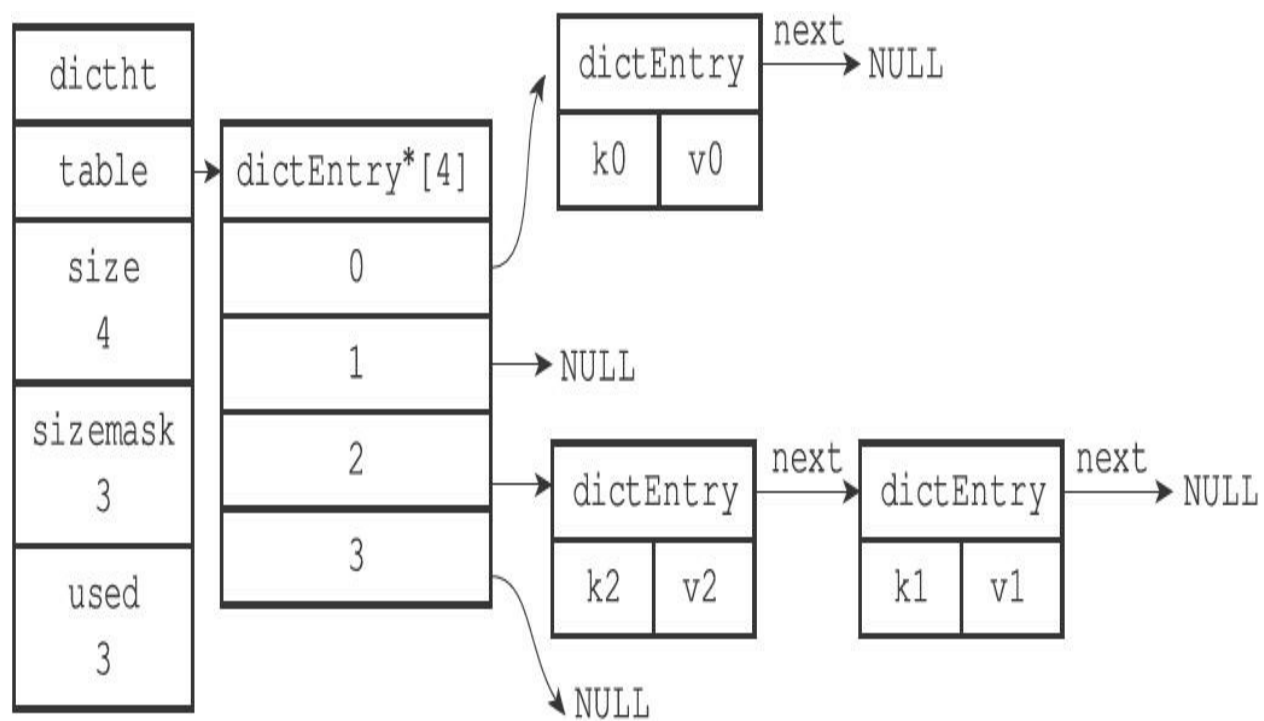 dictht
table
size
4
sizemask
3
used
3
dictEntry*[4]
0
1
2
3
dictEntry
k0 v0
next
NULL
NULL
dictEntry
k2 v2
next
dictEntry
k1 v1
next
NULL
NULL